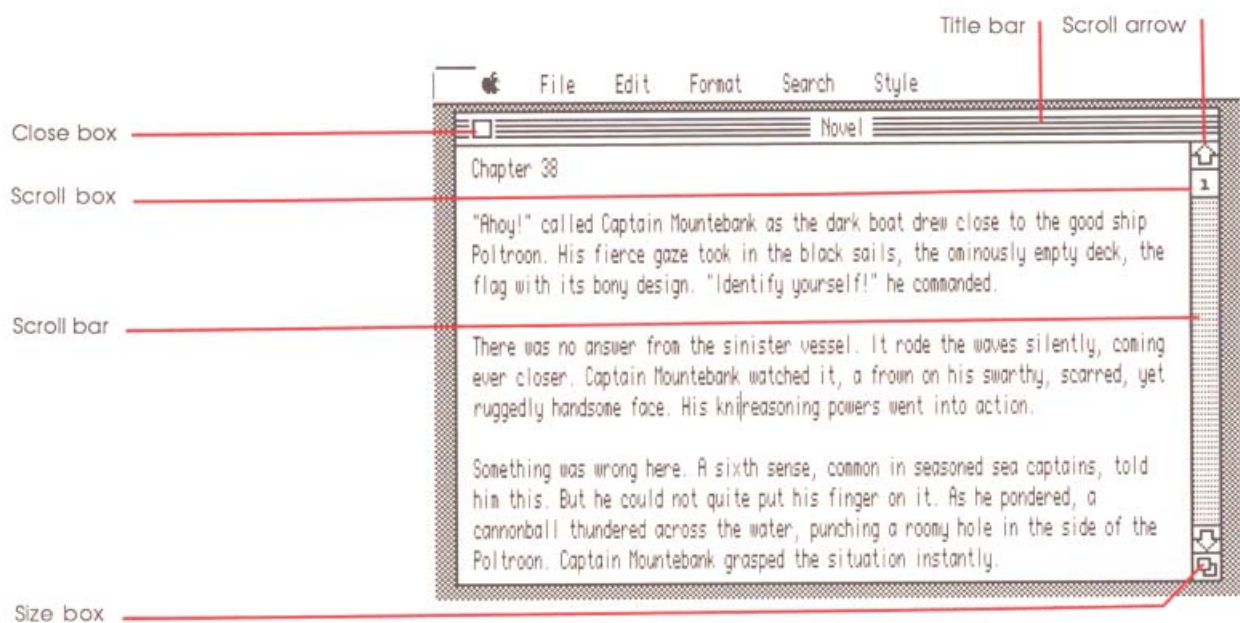 Title bar Scroll arrow
File Edit Format Search Style
Close box
Novel
Chapter 38
Scroll box
1
"Ahoy!" called Captain Mountebank as the dark boat drew close to the good ship
Poltroon. His fierce gaze took in the black sails, the ominously empty deck, the
flag with its bony design. "Identify yourself!" he commanded.
Scroll bar
There was no answer from the sinister vessel. It rode the waves silently, coming
ever closer. Captain Mountebank watched it, a frown on his swarthy, scarred, yet
ruggedly handsome face. His knireasoning powers went into action.
Something was wrong here. A sixth sense, common in seasoned sea captains, told
him this. But he could not quite put his finger on it. As he pondered, a
cannonball thundered across the water, punching a roomy hole in the side of the
Poltroon. Captain Mountebank grasped the situation instantly.
Size box